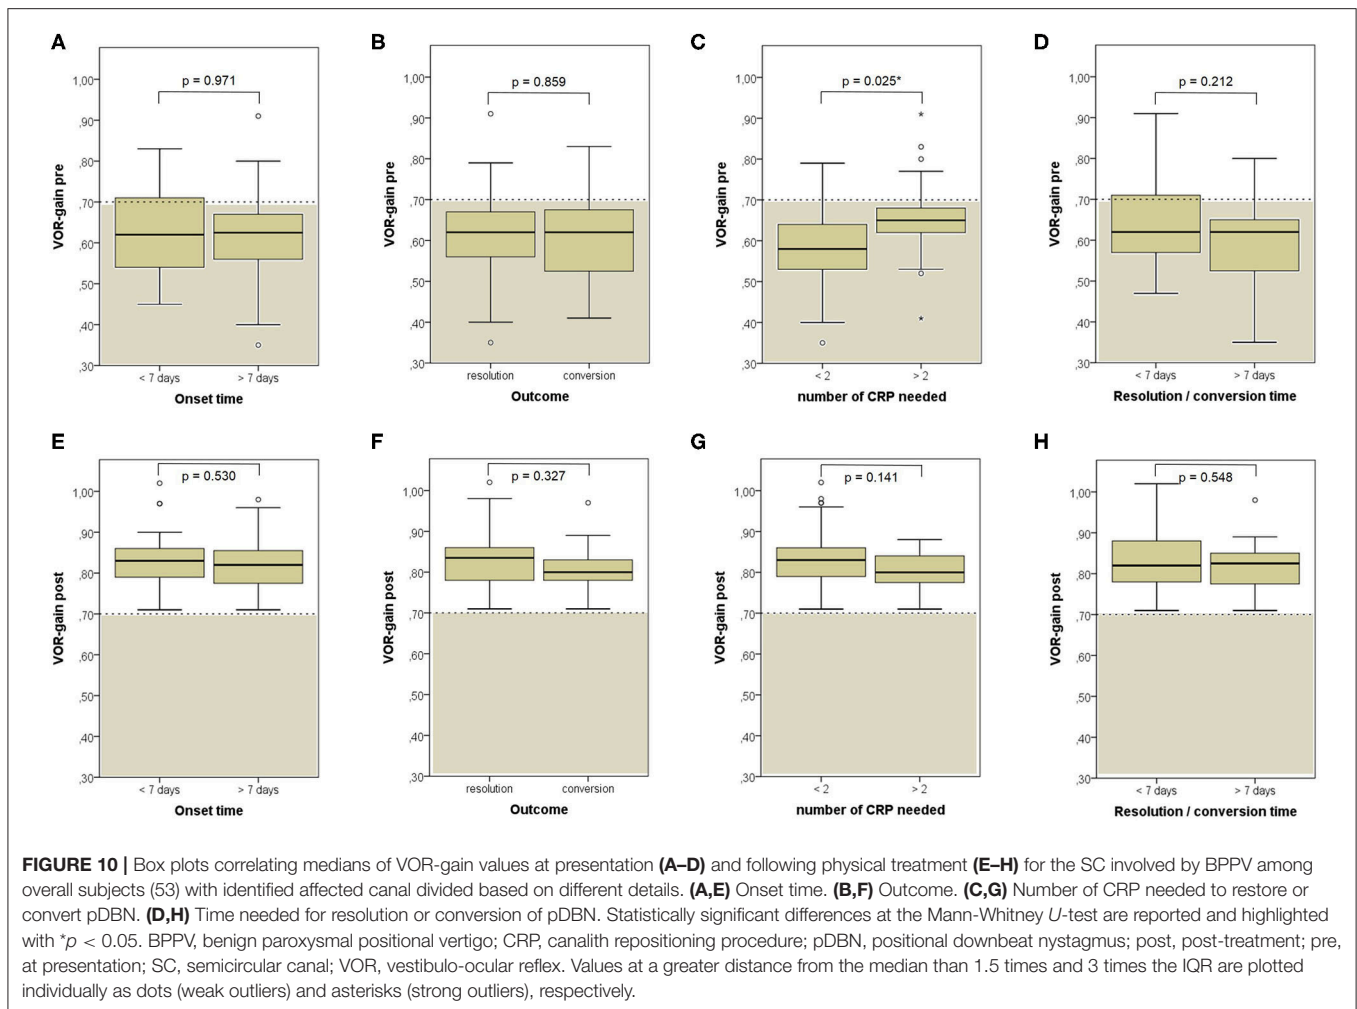 A
p = 0.971
1,00
,90
,80
,70
,60
,50
,40
,30
VOR-gain pre
< 7 days
> 7 days
Onset time
B
p = 0.859
1,00
,90
,80
,70
,60
,50
,40
,30
VOR-gain pre
resolution
conversion
Outcome
C
p = 0.025*
1,00
,90
,80
,70
,60
,50
,40
,30
VOR-gain pre
< 2
> 2
number of CRP needed
D
p = 0.212
1,00
,90
,80
,70
,60
,50
,40
,30
VOR-gain pre
< 7 days
> 7 days
Resolution / conversion time
E
p = 0.530
1,00
,90
,80
,70
,60
,50
,40
,30
VOR-gain post
< 7 days
> 7 days
Onset time
F
p = 0.327
1,00
,90
,80
,70
,60
,50
,40
,30
VOR-gain post
resolution
conversion
Outcome
G
p = 0.141
1,00
,90
,80
,70
,60
,50
,40
,30
VOR-gain post
< 2
> 2
number of CRP needed
H
p = 0.548
1,00
,90
,80
,70
,60
,50
,40
,30
VOR-gain post
< 7 days
> 7 days
Resolution / conversion time
FIGURE 10 | Box plots correlating medians of VOR-gain values at presentation (A–D) and following physical treatment (E–H) for the SC involved by BPPV among
overall subjects (53) with identified affected canal divided based on different details. (A,E) Onset time. (B,F) Outcome. (C,G) Number of CRP needed to restore or
convert pDBN. (D,H) Time needed for resolution or conversion of pDBN. Statistically significant differences at the Mann-Whitney U-test are reported and highlighted
with *p < 0.05. BPPV, benign paroxysmal positional vertigo; CRP, canalith repositioning procedure; pDBN, positional downbeat nystagmus; post, post-treatment; pre,
at presentation; SC, semicircular canal; VOR, vestibulo-ocular reflex. Values at a greater distance from the median than 1.5 times and 3 times the IQR are plotted
individually as dots (weak outliers) and asterisks (strong outliers), respectively.